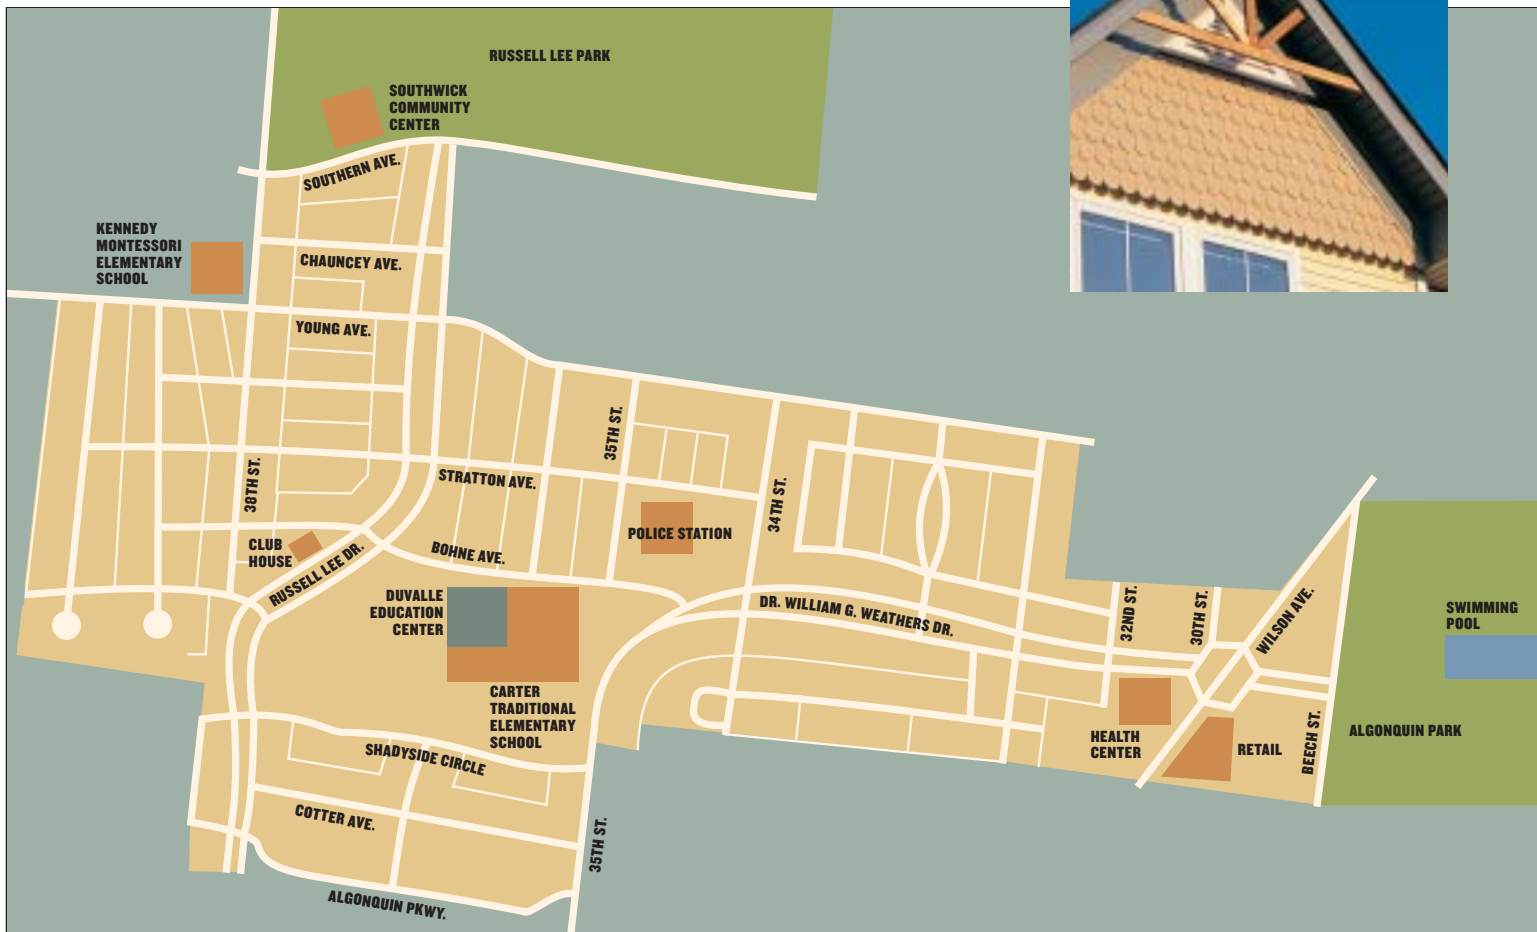 RUSSELL LEE PARK
SOUTHWICK
COMMUNITY
CENTER
SOUTHERN AVE.
KENNEDY
MONTESSORI
ELEMENTARY
SCHOOL
CHAUNCEY AVE.
YOUNG AVE.
35TH ST.
38TH ST.
STRATTON AVE.
34TH ST.
POLICE STATION
CLUB
HOUSE
BOHNE AVE.
RUSSELL LEE DR.
DUVALLE
EDUCATION
CENTER
DR. WILLIAM G. WEATHERS DR.
32ND ST.
30TH ST.
WILSON AVE.
SWIMMING
POOL
CARTER
TRADITIONAL
ELEMENTARY
SCHOOL
HEALTH
CENTER
RETAIL
BEECH ST.
ALGONQUIN PARK
SHADYSIDE CIRCLE
COTTER AVE.
35TH ST.
ALGONQUIN PKWY.